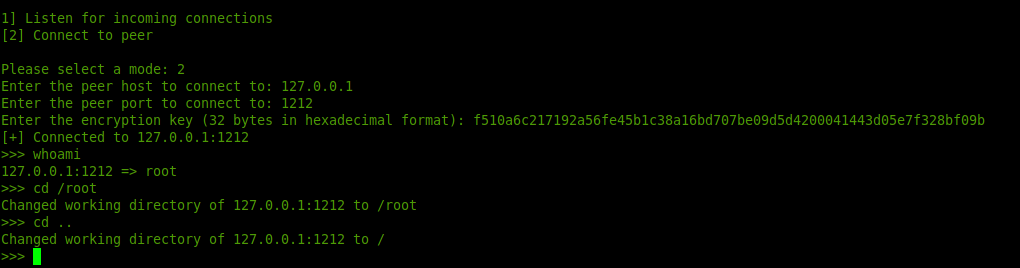 1] Listen for incoming connections
[2] Connect to peer
Please select a mode: 2
Enter the peer host to connect to: 127.0.0.1
Enter the peer port to connect to: 1212
Enter the encryption key (32 bytes in hexadecimal format): f510a6c217192a56fe45b1c38a16bd707be09d5d4200041443d05e7f328bf09b
[+] Connected to 127.0.0.1:1212
>>> whoami
127.0.0.1:1212 => root
>>> cd /root
Changed working directory of 127.0.0.1:1212 to /root
>>> cd ..
Changed working directory of 127.0.0.1:1212 to /
>>>